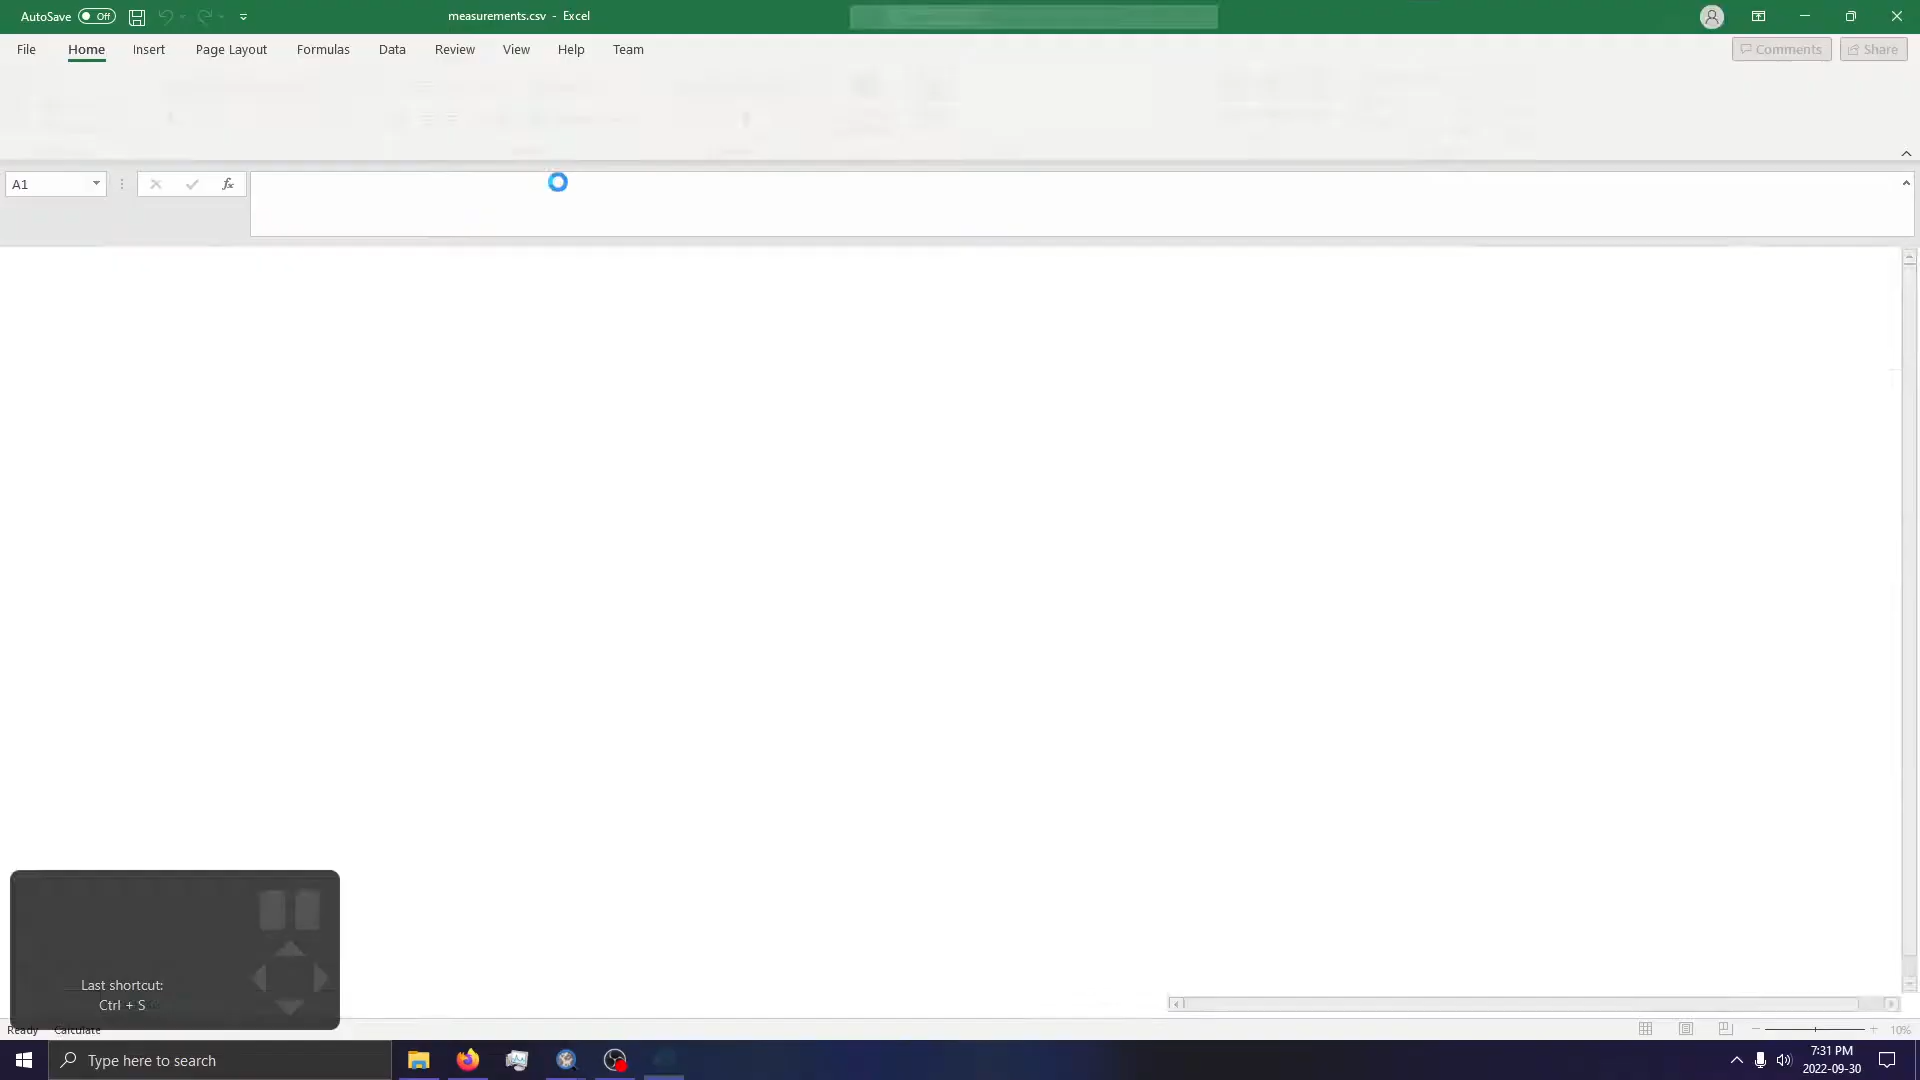 AutoSave Off
measurements.csv - Excel
File Home Insert Page Layout Formulas Data Review View Help Team
Comments Share
A1
fx
Last shortcut:
Ctrl + S
Ready Calculate
10%
Type here to search
7:31 PM
2022-09-30